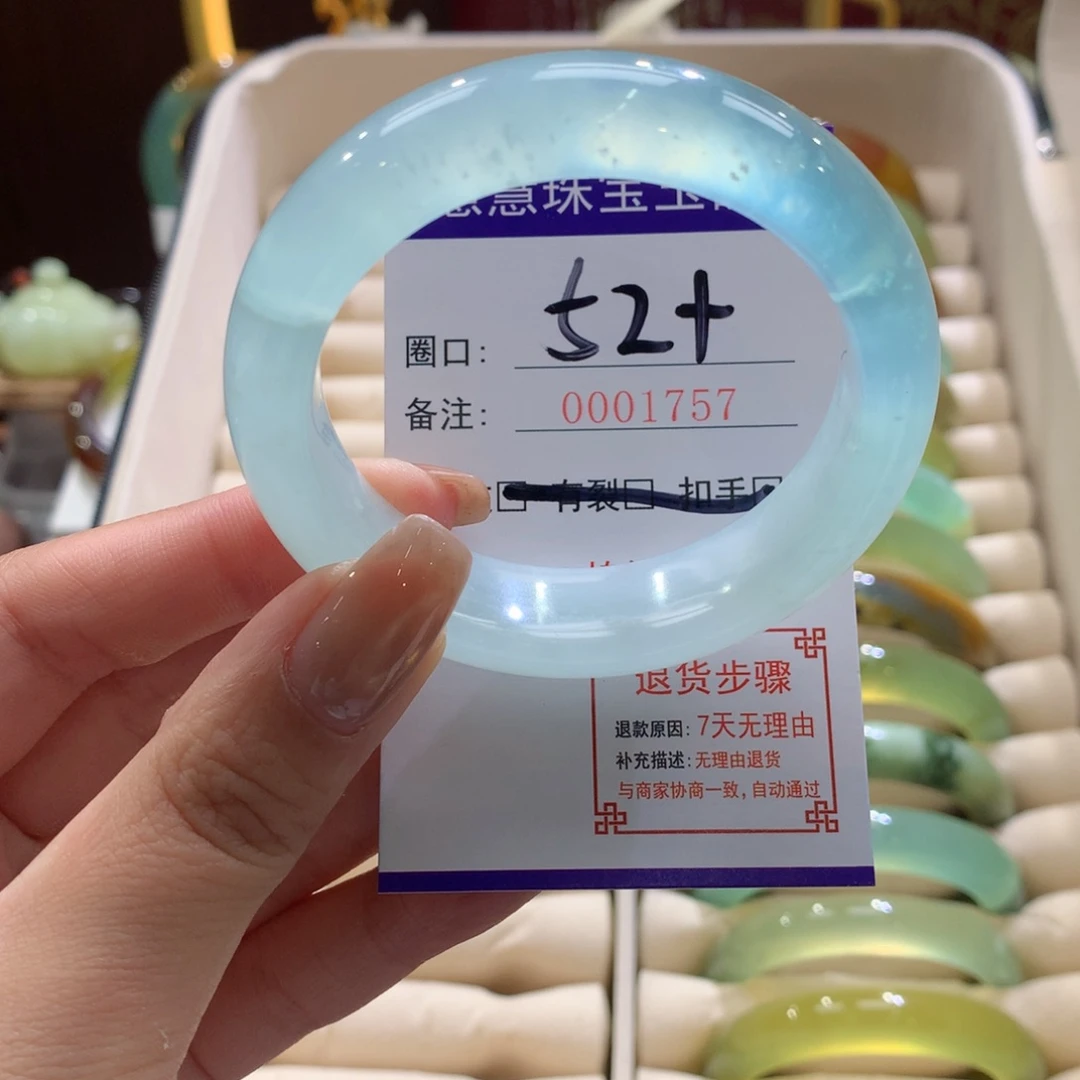 慧珠宝玉
圈口： 52+
备注： 0001757
有裂□ 扣手□
退货步骤
退款原因：7天无理由
补充描述：无理由退货
与商家协商一致，自动通过